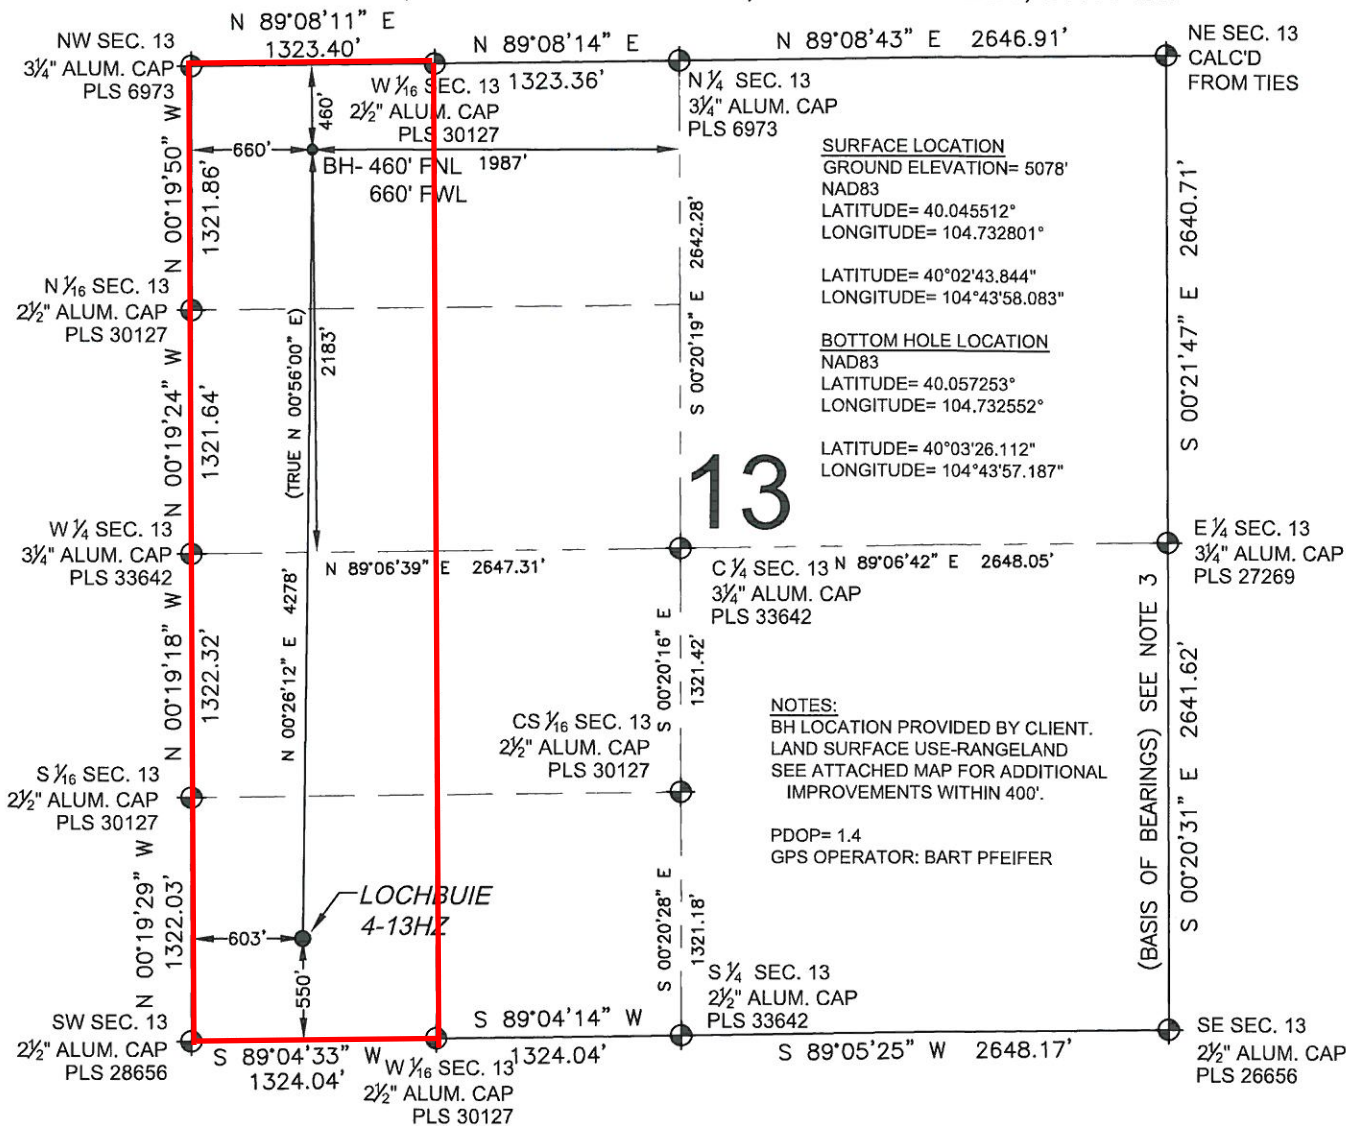 N 89°08'11" E
1323.40'
N 89°08'14" E
1323.36'
N 89°08'43" E 2646.91'
NW SEC. 13
3¼" ALUM. CAP
PLS 6973
W 1/16 SEC. 13
2½" ALUM. CAP
PLS 30127
N ¼ SEC. 13
3¼" ALUM. CAP
PLS 6973
NE SEC. 13
CALC'D
FROM TIES
460'
660'
BH- 460' FNL
660' FWL
1987'
N 00°19'50" W
1321.86'
SURFACE LOCATION
GROUND ELEVATION= 5078'
NAD83
LATITUDE= 40.045512°
LONGITUDE= 104.732801°
LATITUDE= 40°02'43.844"
LONGITUDE= 104°43'58.083"
BOTTOM HOLE LOCATION
NAD83
LATITUDE= 40.057253°
LONGITUDE= 104.732552°
LATITUDE= 40°03'26.112"
LONGITUDE= 104°43'57.187"
S 00°20'19" E 2642.28'
S 00°21'47" E 2640.71'
N 1/16 SEC. 13
2½" ALUM. CAP
PLS 30127
(TRUE N 00°56'00" E)
2183'
N 00°19'24" W
1321.64'
13
W ¼ SEC. 13
3¼" ALUM. CAP
PLS 33642
N 89°06'39" E 2647.31'
C ¼ SEC. 13
3¼" ALUM. CAP
PLS 33642
N 89°06'42" E 2648.05'
E ¼ SEC. 13
3¼" ALUM. CAP
PLS 27269
N 00°19'18" W
1322.32'
N 00°26'12" E 4278'
S 00°20'16" E
1321.42'
CS 1/16 SEC. 13
2½" ALUM. CAP
PLS 30127
NOTES:
BH LOCATION PROVIDED BY CLIENT.
LAND SURFACE USE-RANGELAND
SEE ATTACHED MAP FOR ADDITIONAL
IMPROVEMENTS WITHIN 400'.
PDOP= 1.4
GPS OPERATOR: BART PFEIFER
(BASIS OF BEARINGS) SEE NOTE 3
S 00°20'31" E 2641.62'
S 1/16 SEC. 13
2½" ALUM. CAP
PLS 30127
N 00°19'29" W
1322.03'
LOCHBUIE
4-13HZ
603'
550'
S 00°20'28" E
1321.18'
SW SEC. 13
2½" ALUM. CAP
PLS 28656
S 89°04'33" W
1324.04'
W 1/16 SEC. 13
2½" ALUM. CAP
PLS 30127
S 89°04'14" W
1324.04'
S ¼ SEC. 13
2½" ALUM. CAP
PLS 33642
S 89°05'25" W 2648.17'
SE SEC. 13
2½" ALUM. CAP
PLS 26656